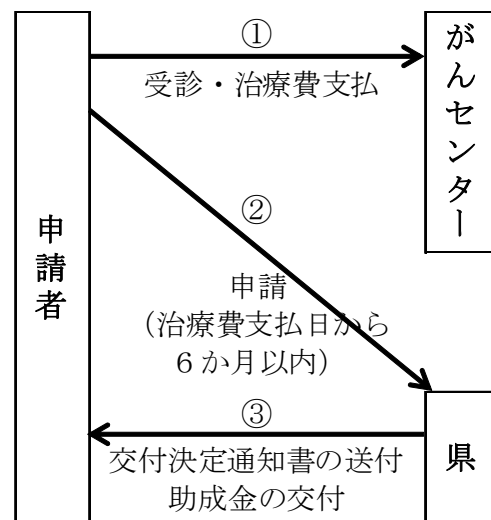 ①
受診・治療費支払
がんセンター
②
申請者
申請
（治療費支払日から
６か月以内）
③
交付決定通知書の送付
助成金の交付
県